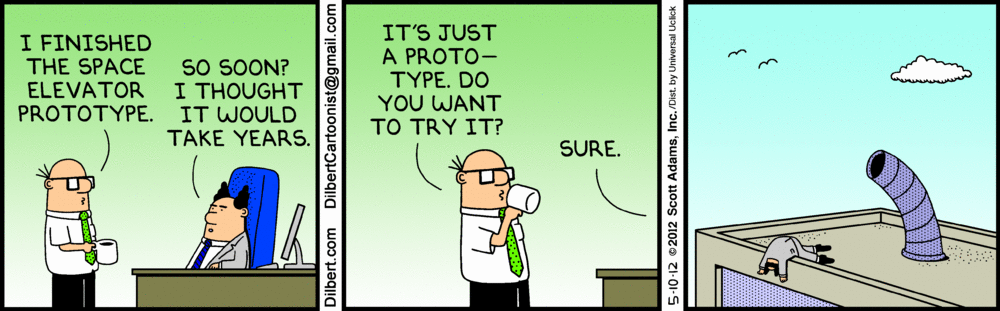 I FINISHED
THE SPACE
ELEVATOR
PROTOTYPE.
SO SOON?
I THOUGHT
IT WOULD
TAKE YEARS.
Dilbert.com DilbertCartoonist@gmail.com
IT'S JUST
A PROTO–
TYPE. DO
YOU WANT
TO TRY IT?
SURE.
5-10-12 ©2012 Scott Adams, Inc. /Dist. by Universal Uclick